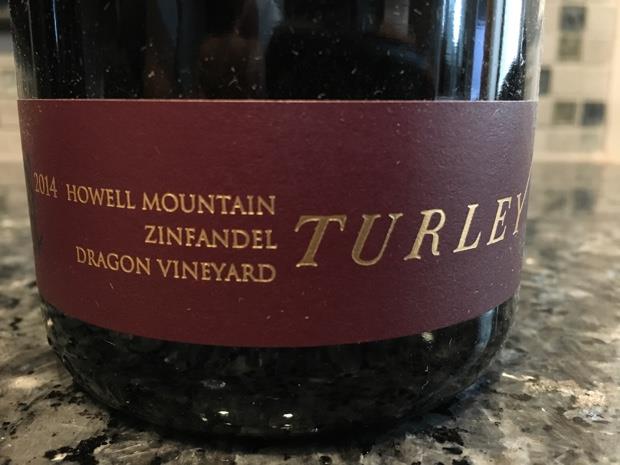 2014 HOWELL MOUNTAIN
ZINFANDEL
DRAGON VINEYARD
TURLEY